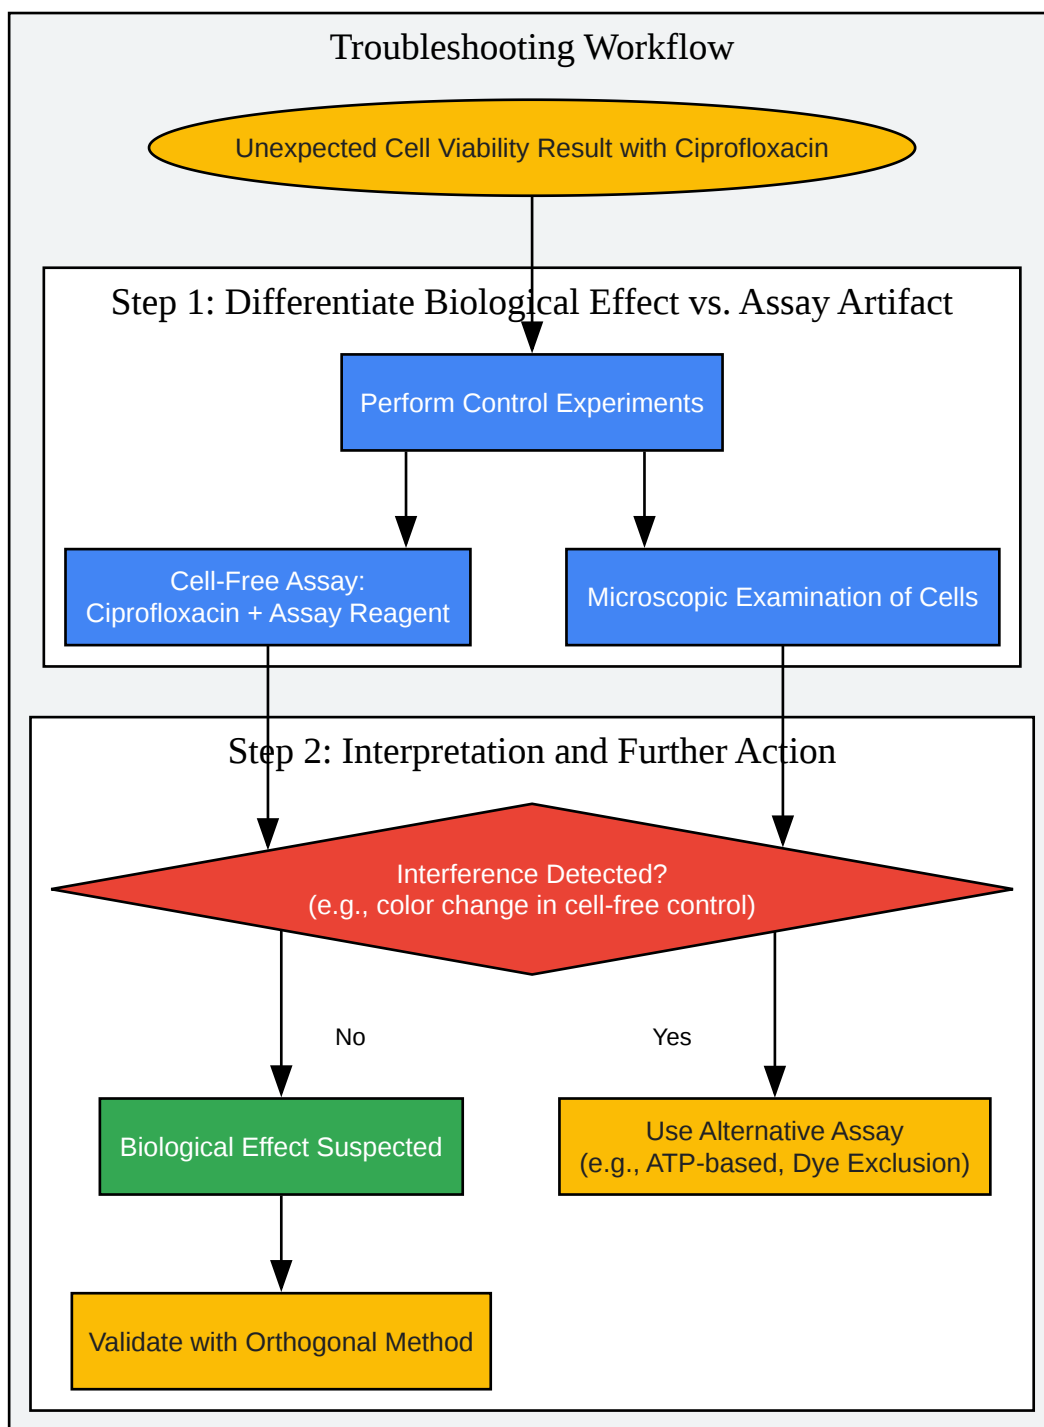 Troubleshooting Workflow
Unexpected Cell Viability Result with Ciprofloxacin
Step 1: Differentiate Biological Effect vs. Assay Artifact
Perform Control Experiments
Cell-Free Assay:
Ciprofloxacin + Assay Reagent
Microscopic Examination of Cells
Step 2: Interpretation and Further Action
Interference Detected?
(e.g., color change in cell-free control)
No
Yes
Biological Effect Suspected
Use Alternative Assay
(e.g., ATP-based, Dye Exclusion)
Validate with Orthogonal Method